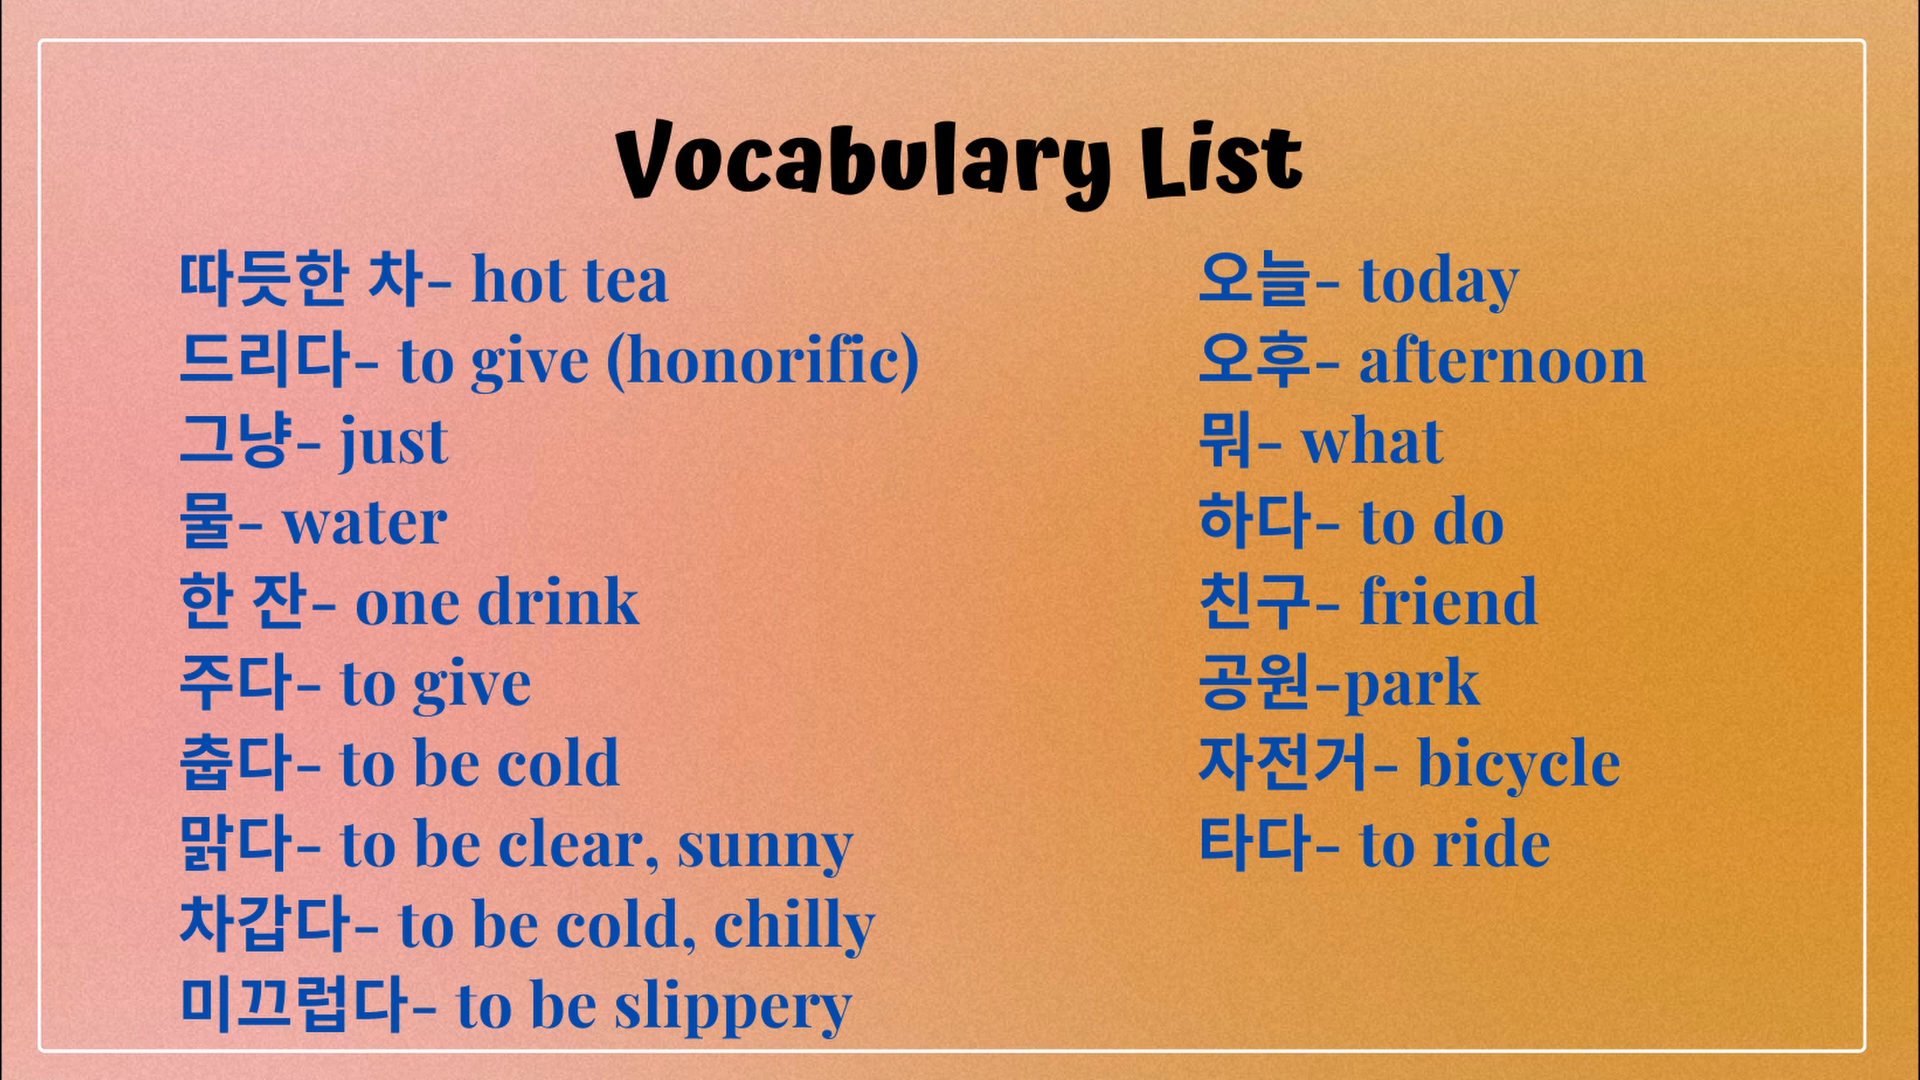 Vocabulary List
따듯한 차- hot tea
드리다- to give (honorific)
그냥- just
물- water
한 잔- one drink
주다- to give
춥다- to be cold
맑다- to be clear, sunny
차갑다- to be cold, chilly
미끄럽다- to be slippery
오늘- today
오후- afternoon
뭐- what
하다- to do
친구- friend
공원-park
자전거- bicycle
타다- to ride